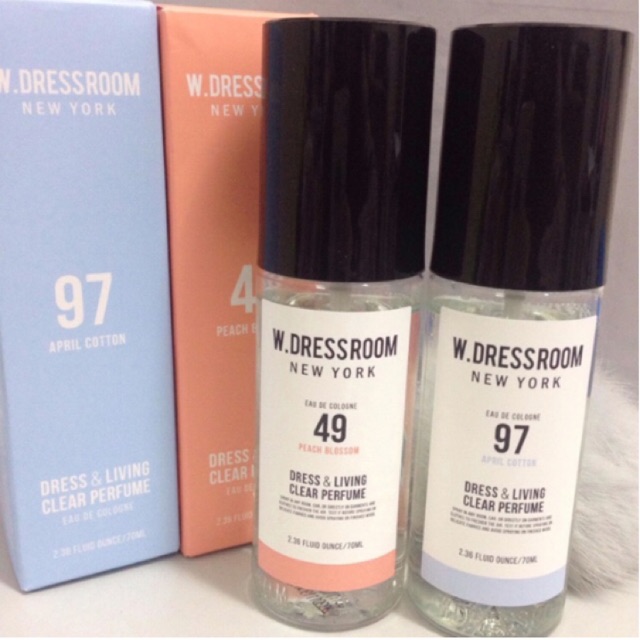 W.DRESSROOM
NEW YORK
97
APRIL COTTON
DRESS & LIVING
CLEAR PERFUME
EAU DE COLOGNE
2.36 FLUID OUNCE/70ML
W.DRESS
NEW Y
4
PEACH B
DRESS
CLEAR
EAU DE
2.36 FLUID
W.DRESSROOM
NEW YORK
EAU DE COLOGNE
49
PEACH BLOSSOM
DRESS & LIVING
CLEAR PERFUME
2.36 FLUID OUNCE/70ML
W.DRESSROOM
NEW YORK
EAU DE COLOGNE
97
APRIL COTTON
DRESS & LIVING
CLEAR PERFUME
2.36 FLUID OUNCE/70ML